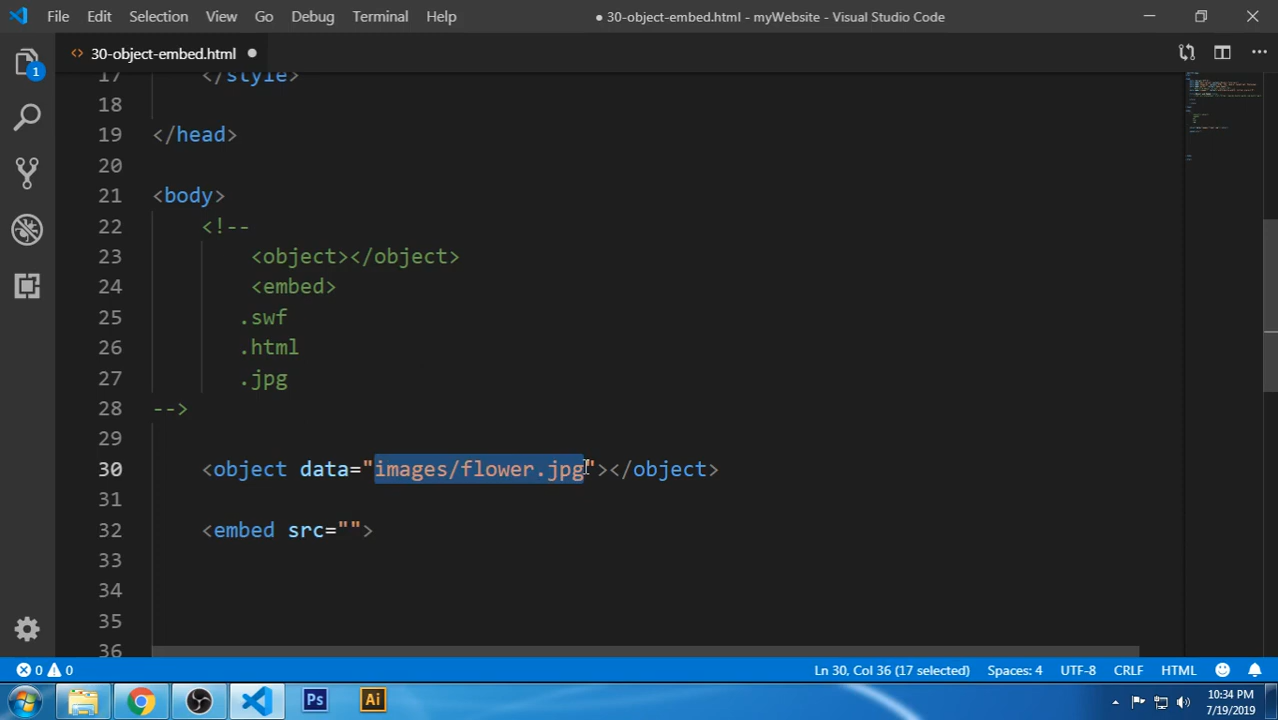 File Edit Selection View Go Debug Terminal Help ● 30-object-embed.html - myWebsite - Visual Studio Code
<> 30-object-embed.html ●
1
17 </style>
18
19 </head>
20
21 <body>
22 <!--
23 <object></object>
24 <embed>
25 .swf
26 .html
27 .jpg
28 -->
29
30 <object data="images/flower.jpg"></object>
31
32 <embed src="">
33
34
35
36
0 0 Ln 30, Col 36 (17 selected) Spaces: 4 UTF-8 CRLF HTML
Ps Ai 10:34 PM
7/19/2019